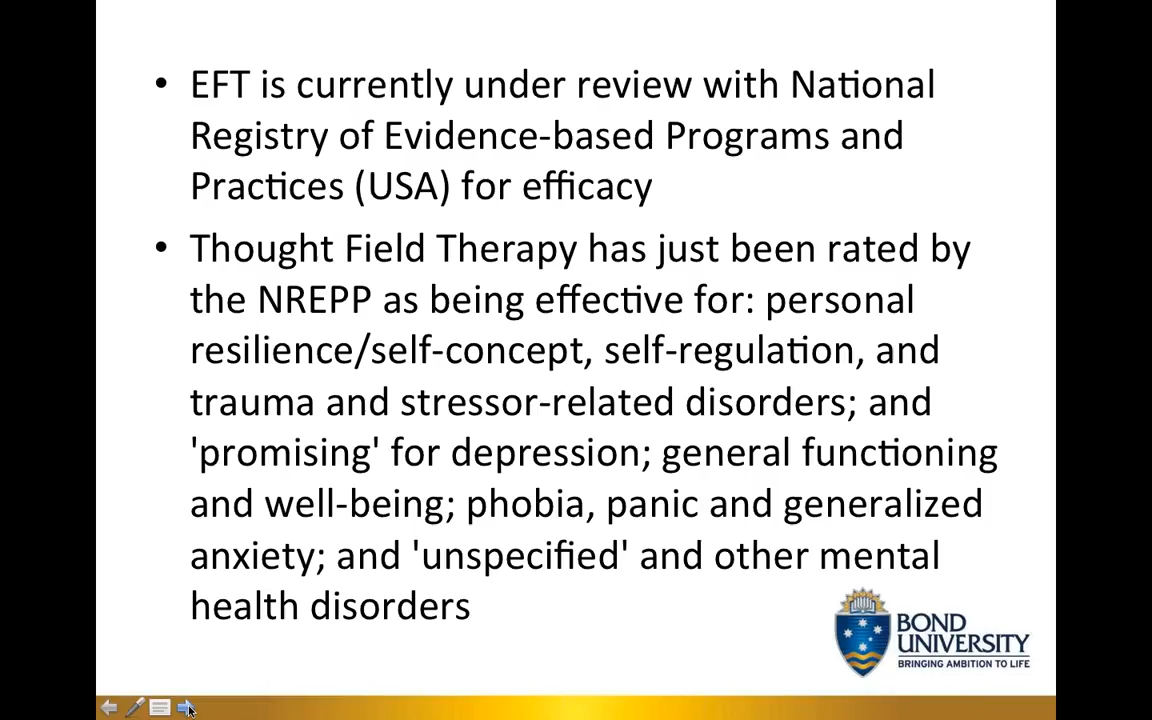 • EFT is currently under review with National
Registry of Evidence-based Programs and
Practices (USA) for efficacy
• Thought Field Therapy has just been rated by
the NREPP as being effective for: personal
resilience/self-concept, self-regulation, and
trauma and stressor-related disorders; and
'promising' for depression; general functioning
and well-being; phobia, panic and generalized
anxiety; and 'unspecified' and other mental
health disorders
BOND
UNIVERSITY
BRINGING AMBITION TO LIFE